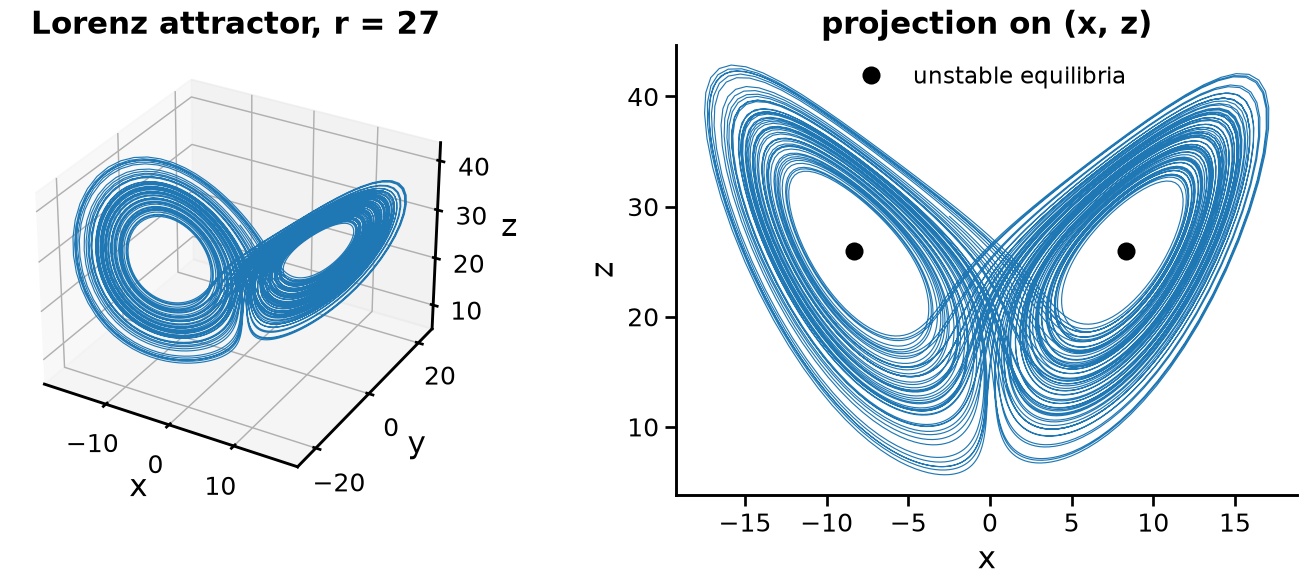 Lorenz attractor, r = 27
40
30
20
10
z
20
0
−20
y
−10
0
10
x
projection on (x, z)
unstable equilibria
40
30
20
10
z
−15
−10
−5
0
5
10
15
x